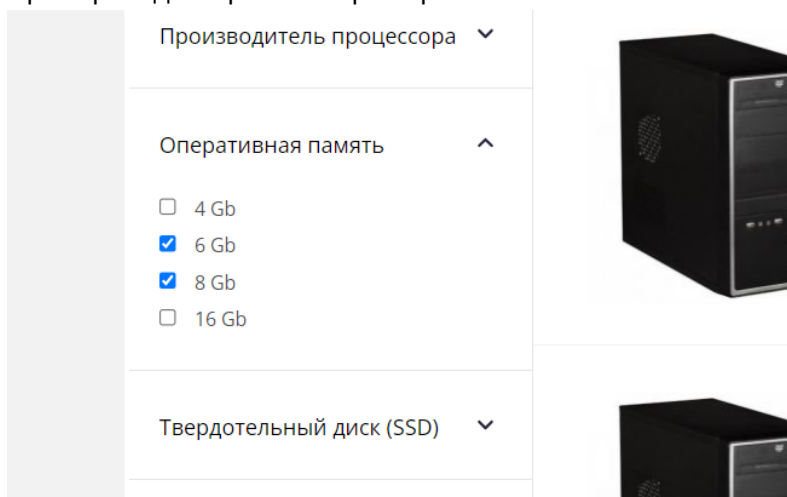 Производитель процессора
Оперативная память
4 Gb
6 Gb
8 Gb
16 Gb
Твердотельный диск (SSD)